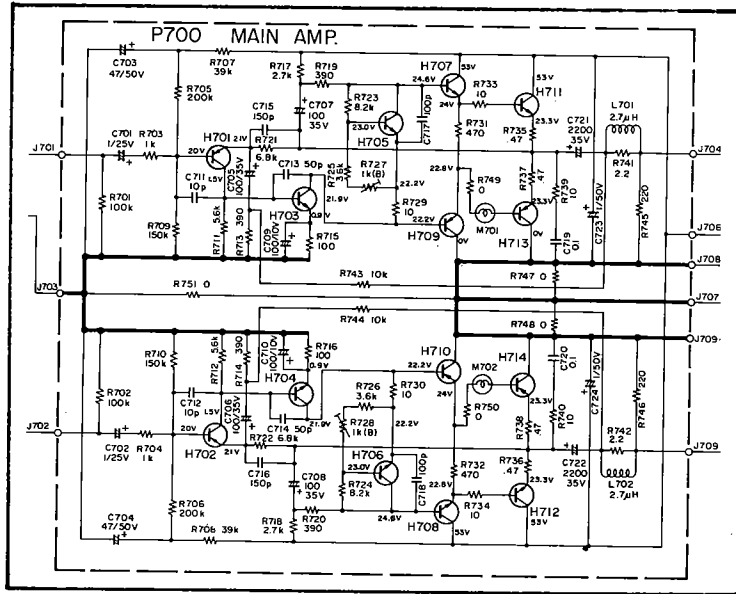 P700 MAIN AMP.
C703
47/50V
R707
39k
R717
2.7k
R719
390
24.6V
H707
53V
R733
10
53V
H711
R705
200k
C715
150p
C707
100
35V
R723
8.2k
23.0V
H705
C717
100p
24V
R731
470
23.3V
R735
.47
C721
2200
35V
L701
2.7μH
J701
C701
1/25V
R703
1k
H701
2.1V
20V
R721
6.8k
C713 50p
R725
3.6k
R727
1k(B)
22.2V
22.8V
R749
0
R737
.47
R739
10
R741
2.2
J704
C711
10p
1.5V
C705
100/35V
H703
21.9V
0.9V
R729
10
22.2V
H709
0V
M701
23.3V
H713
0V
C719
0.1
C723
1/50V
R745
220
J706
R701
100k
R709
150k
R711
5.6k
R713
390
C709
100/10V
R715
100
J708
R743 10k
R747 0
J703
R751 0
J707
R744 10k
R748 0
J709
R710
150k
R712
5.6k
R714
390
C710
100/10V
R716
100
0.9V
H704
22.2V
H710
24V
M702
H714
C720
0.1
C724
1/50V
R746
220
R702
100k
C712
10p
1.5V
C706
100/35V
C714 50p
21.9V
R726
3.6k
R730
10
R728
1k(B)
22.2V
R750
0
23.3V
R738
.47
10
R742
2.2
J702
C702
1/25V
R704
1k
20V
H702
2.1V
R722
6.8k
C716
150p
C708
100
35V
23.0V
H706
R724
8.2k
C718
100p
22.8V
R732
470
R736
.47
23.3V
C722
2200
35V
L702
2.7μH
J709
R706
200k
C704
47/50V
R708 39k
R718
2.7k
R720
390
24.6V
H708
53V
R734
10
H712
53V